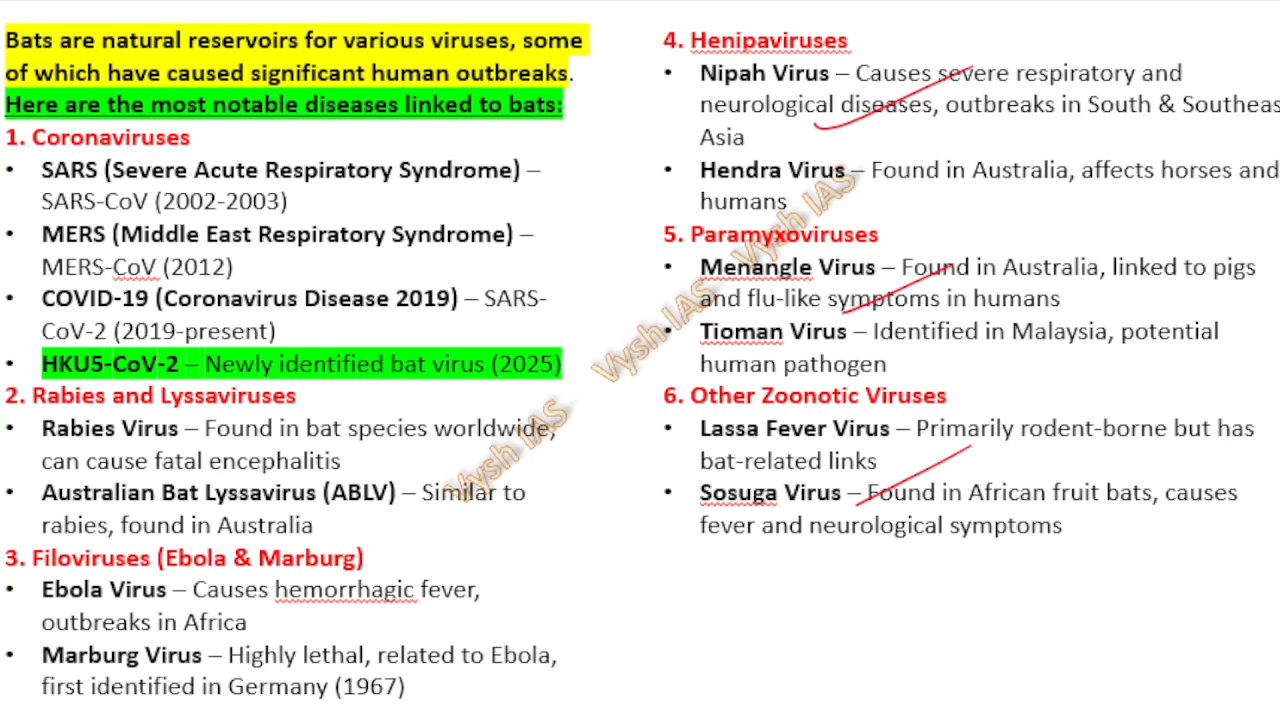 Bats are natural reservoirs for various viruses, some
of which have caused significant human outbreaks.
Here are the most notable diseases linked to bats:
1. Coronaviruses
• SARS (Severe Acute Respiratory Syndrome) –
SARS-CoV (2002-2003)
• MERS (Middle East Respiratory Syndrome) –
MERS-CoV (2012)
• COVID-19 (Coronavirus Disease 2019) – SARS-
CoV-2 (2019-present)
• HKU5-CoV-2 – Newly identified bat virus (2025)
2. Rabies and Lyssaviruses
• Rabies Virus – Found in bat species worldwide,
can cause fatal encephalitis
• Australian Bat Lyssavirus (ABLV) – Similar to
rabies, found in Australia
3. Filoviruses (Ebola & Marburg)
• Ebola Virus – Causes hemorrhagic fever,
outbreaks in Africa
• Marburg Virus – Highly lethal, related to Ebola,
first identified in Germany (1967)
4. Henipaviruses
• Nipah Virus – Causes severe respiratory and
neurological diseases, outbreaks in South & Southeas
Asia
• Hendra Virus – Found in Australia, affects horses and
humans
5. Paramyxoviruses
• Menangle Virus – Found in Australia, linked to pigs
and flu-like symptoms in humans
• Tioman Virus – Identified in Malaysia, potential
human pathogen
6. Other Zoonotic Viruses
• Lassa Fever Virus – Primarily rodent-borne but has
bat-related links
• Sosuga Virus – Found in African fruit bats, causes
fever and neurological symptoms
Vysh IAS
Vysh IAS
Vysh IAS